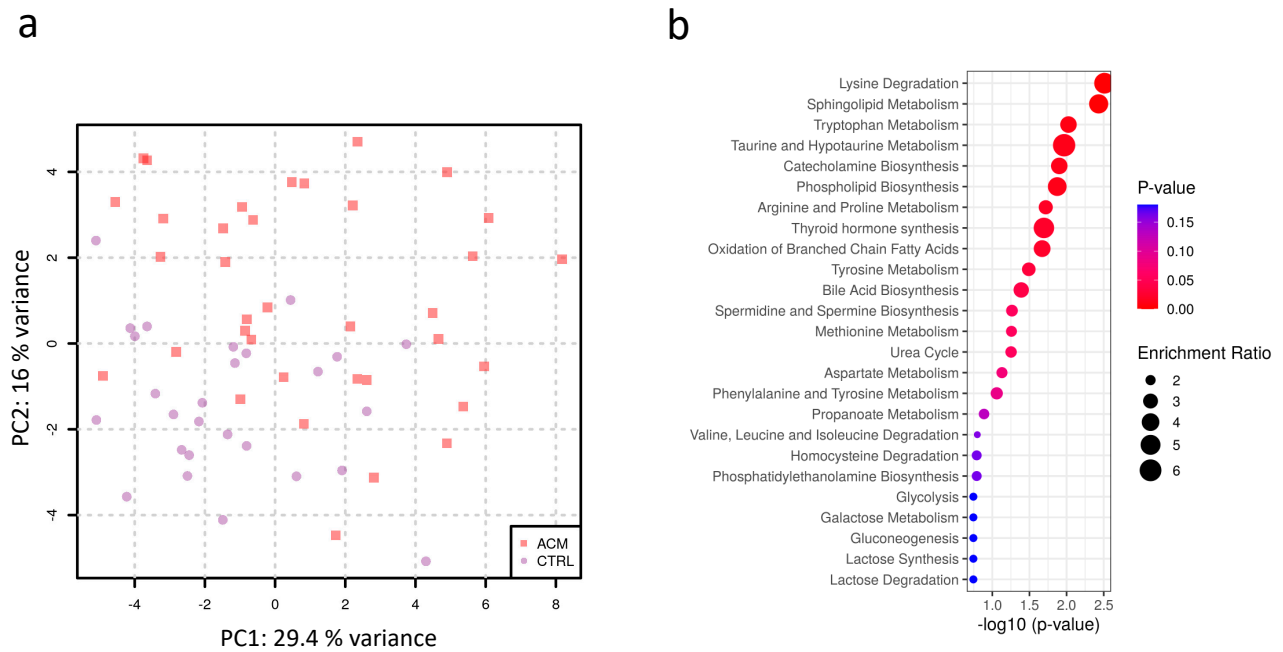 a
PC2: 16 % variance
4
2
0
-2
-4
-4
-2
0
2
4
6
8
PC1: 29.4 % variance
ACM
CTRL
b
Lysine Degradation
Sphingolipid Metabolism
Tryptophan Metabolism
Taurine and Hypotaurine Metabolism
Catecholamine Biosynthesis
Phospholipid Biosynthesis
Arginine and Proline Metabolism
Thyroid hormone synthesis
Oxidation of Branched Chain Fatty Acids
Tyrosine Metabolism
Bile Acid Biosynthesis
Spermidine and Spermine Biosynthesis
Methionine Metabolism
Urea Cycle
Aspartate Metabolism
Phenylalanine and Tyrosine Metabolism
Propanoate Metabolism
Valine, Leucine and Isoleucine Degradation
Homocysteine Degradation
Phosphatidylethanolamine Biosynthesis
Glycolysis
Galactose Metabolism
Gluconeogenesis
Lactose Synthesis
Lactose Degradation
1.0
1.5
2.0
2.5
-log10 (p-value)
P-value
0.15
0.10
0.05
0.00
Enrichment Ratio
2
3
4
5
6